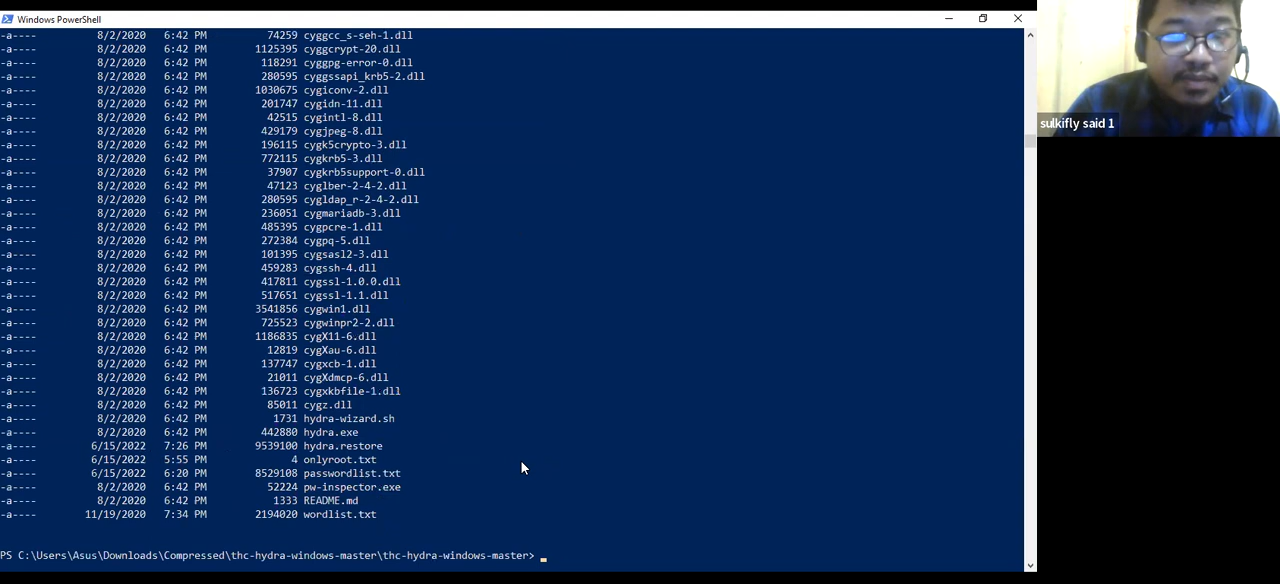 Windows PowerShell
-a---- 8/2/2020 6:42 PM 74259 cyggcc_s-seh-1.dll
-a---- 8/2/2020 6:42 PM 1125395 cyggcrypt-20.dll
-a---- 8/2/2020 6:42 PM 118291 cyggpg-error-0.dll
-a---- 8/2/2020 6:42 PM 280595 cyggssapi_krb5-2.dll
-a---- 8/2/2020 6:42 PM 1030675 cygiconv-2.dll
-a---- 8/2/2020 6:42 PM 201747 cygidn-11.dll
-a---- 8/2/2020 6:42 PM 42515 cygintl-8.dll
-a---- 8/2/2020 6:42 PM 429179 cygjpeg-8.dll
-a---- 8/2/2020 6:42 PM 196115 cygk5crypto-3.dll
-a---- 8/2/2020 6:42 PM 772115 cygkrb5-3.dll
-a---- 8/2/2020 6:42 PM 37907 cygkrb5support-0.dll
-a---- 8/2/2020 6:42 PM 47123 cyglber-2-4-2.dll
-a---- 8/2/2020 6:42 PM 280595 cygldap_r-2-4-2.dll
-a---- 8/2/2020 6:42 PM 236051 cygmariadb-3.dll
-a---- 8/2/2020 6:42 PM 485395 cygpcre-1.dll
-a---- 8/2/2020 6:42 PM 272384 cygpq-5.dll
-a---- 8/2/2020 6:42 PM 101395 cygsasl2-3.dll
-a---- 8/2/2020 6:42 PM 459283 cygssh-4.dll
-a---- 8/2/2020 6:42 PM 417811 cygssl-1.0.0.dll
-a---- 8/2/2020 6:42 PM 517651 cygssl-1.1.dll
-a---- 8/2/2020 6:42 PM 3541856 cygwin1.dll
-a---- 8/2/2020 6:42 PM 725523 cygwinpr2-2.dll
-a---- 8/2/2020 6:42 PM 1186835 cygX11-6.dll
-a---- 8/2/2020 6:42 PM 12819 cygXau-6.dll
-a---- 8/2/2020 6:42 PM 137747 cygxcb-1.dll
-a---- 8/2/2020 6:42 PM 21011 cygXdmcp-6.dll
-a---- 8/2/2020 6:42 PM 136723 cygxkbfile-1.dll
-a---- 8/2/2020 6:42 PM 85011 cygz.dll
-a---- 8/2/2020 6:42 PM 1731 hydra-wizard.sh
-a---- 8/2/2020 6:42 PM 442880 hydra.exe
-a---- 6/15/2022 7:26 PM 9539100 hydra.restore
-a---- 6/15/2022 5:55 PM 4 onlyroot.txt
-a---- 6/15/2022 6:20 PM 8529108 passwordlist.txt
-a---- 8/2/2020 6:42 PM 52224 pw-inspector.exe
-a---- 8/2/2020 6:42 PM 1333 README.md
-a---- 11/19/2020 7:34 PM 2194020 wordlist.txt
PS C:\Users\Asus\Downloads\Compressed\thc-hydra-windows-master\thc-hydra-windows-master> _
sulkifly said 1